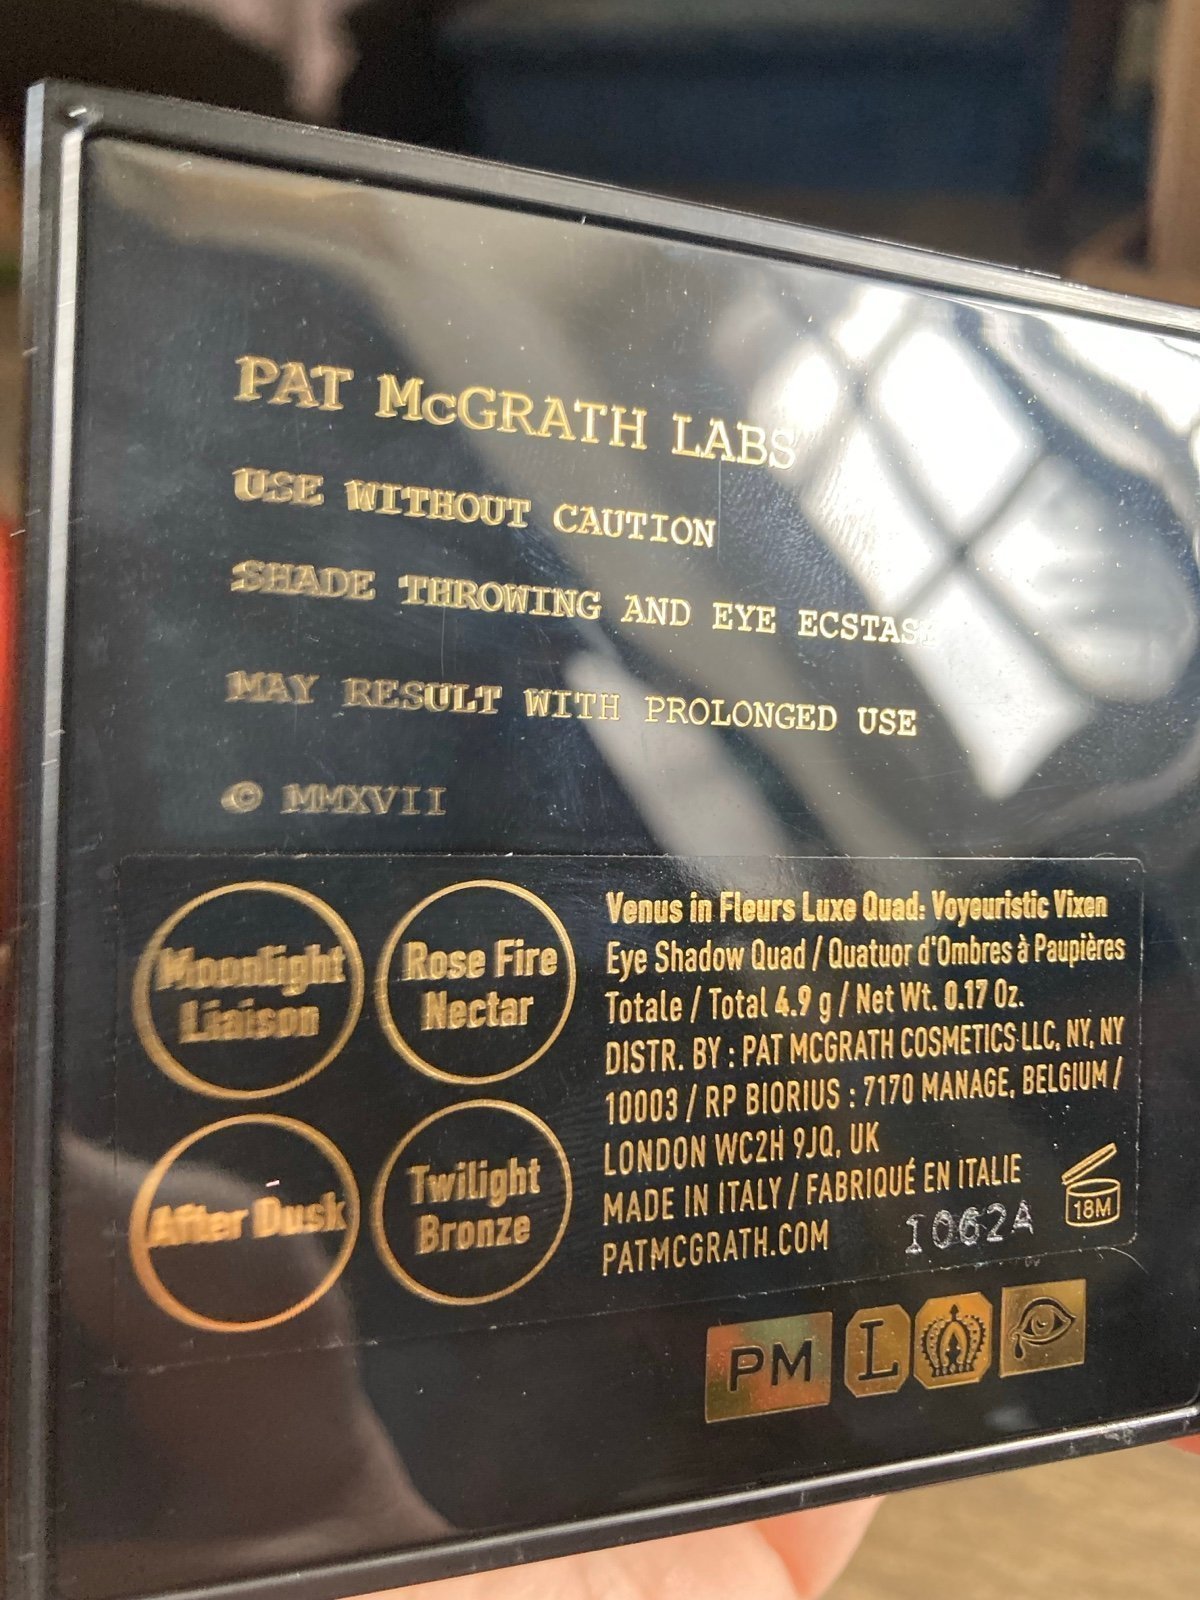 PAT McGRATH LABS
USE WITHOUT CAUTION
SHADE THROWING AND EYE
MAY RESULT WITH PROLONGED USE
© MMXVII
Moonlight
Liaison
Rose Fire
Nectar
After Dusk
Twilight
Bronze
Venus in Fleurs Luxe Quad: Voyeuristic Vixen
Eye Shadow Quad / Quatuor d'Ombres à Paupières
Totale / Total 4.9 g / Net Wt. 0.17 Oz.
DISTR. BY : PAT MCGRATH COSMETICS LLC, NY, NY
10003 / RP BIORIUS : 7170 MANAGE, BELGIUM /
LONDON WC2H 9JQ, UK
MADE IN ITALY / FABRIQUÉ EN ITALIE
PATMCGRATH.COM
1062A
18M
PM
L